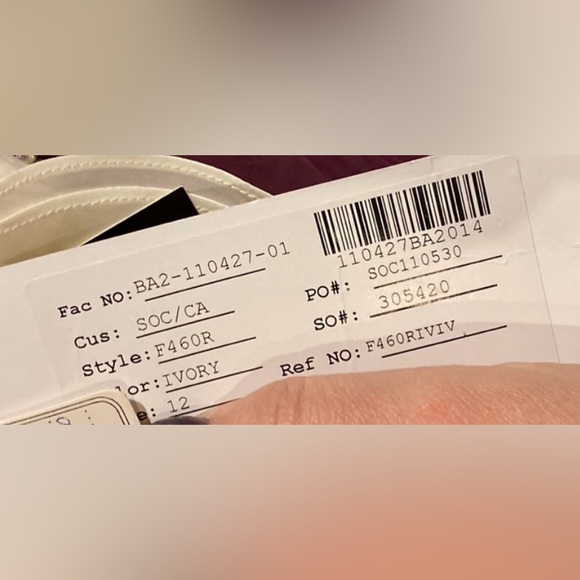 110427BA2014
Fac NO: BA2-110427-01
PO#: SOC110530
Cus: SOC/CA
SO#: 305420
Style: F460R
Ref NO: F460RIVIV
lor: IVORY
e: 12